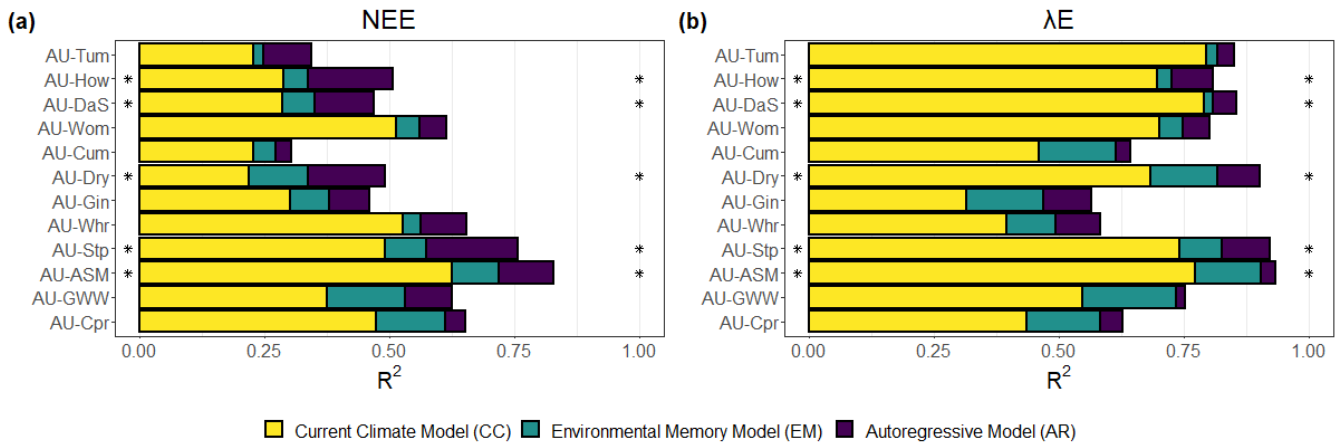 (a) NEE
AU-Tum
AU-How * *
AU-DaS * *
AU-Wom
AU-Cum
AU-Dry * *
AU-Gin
AU-Whr
AU-Stp * *
AU-ASM * *
AU-GWW
AU-Cpr
0.00 0.25 0.50 0.75 1.00
R²
(b) λE
AU-Tum
AU-How * *
AU-DaS * *
AU-Wom
AU-Cum
AU-Dry * *
AU-Gin
AU-Whr
AU-Stp * *
AU-ASM * *
AU-GWW
AU-Cpr
0.00 0.25 0.50 0.75 1.00
R²
Current Climate Model (CC) Environmental Memory Model (EM) Autoregressive Model (AR)